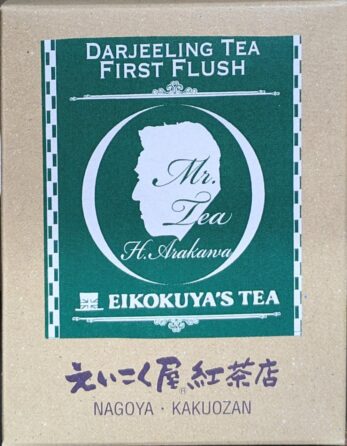 DARJEELING TEA
FIRST FLUSH
Mr.
Tea
H. Arakawa
EIKOKUYA'S TEA
えいこく屋®紅茶店
NAGOYA・KAKUOZAN